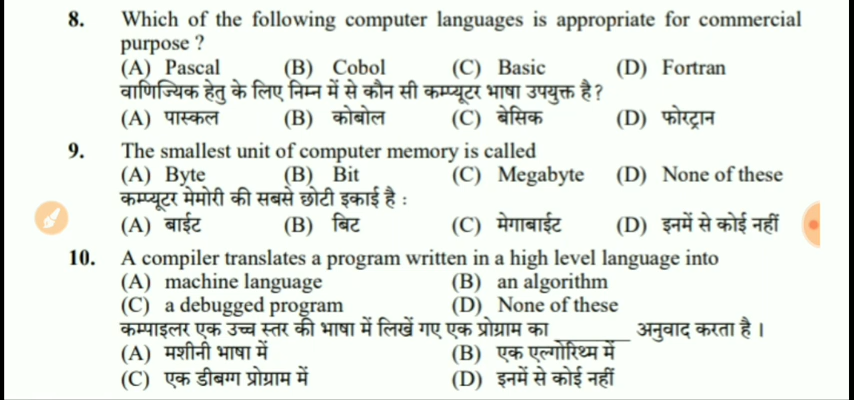 8. Which of the following computer languages is appropriate for commercial
purpose ?
(A) Pascal (B) Cobol (C) Basic (D) Fortran
वाणिज्यिक हेतु के लिए निम्न में से कौन सी कम्प्यूटर भाषा उपयुक्त है?
(A) पास्कल (B) कोबोल (C) बेसिक (D) फोरट्रान
9. The smallest unit of computer memory is called
(A) Byte (B) Bit (C) Megabyte (D) None of these
कम्प्यूटर मेमोरी की सबसे छोटी इकाई है :
(A) बाईट (B) बिट (C) मेगाबाईट (D) इनमें से कोई नहीं
10. A compiler translates a program written in a high level language into
(A) machine language (B) an algorithm
(C) a debugged program (D) None of these
कम्पाइलर एक उच्च स्तर की भाषा में लिखें गए एक प्रोग्राम का ________ अनुवाद करता है ।
(A) मशीनी भाषा में (B) एक एल्गोरिथ्म में
(C) एक डीबग्ग प्रोग्राम में (D) इनमें से कोई नहीं